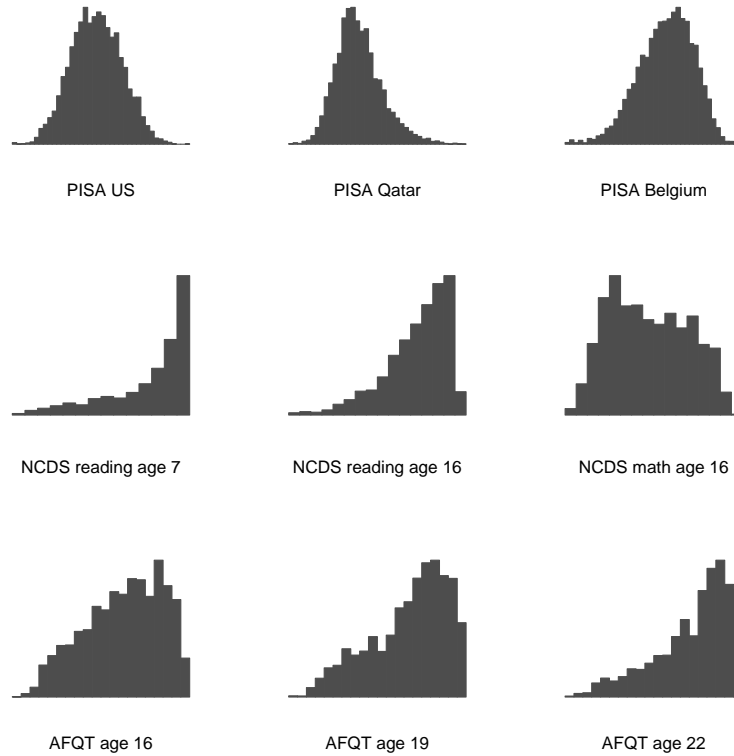 PISA US
PISA Qatar
PISA Belgium
NCDS reading age 7
NCDS reading age 16
NCDS math age 16
AFQT age 16
AFQT age 19
AFQT age 22